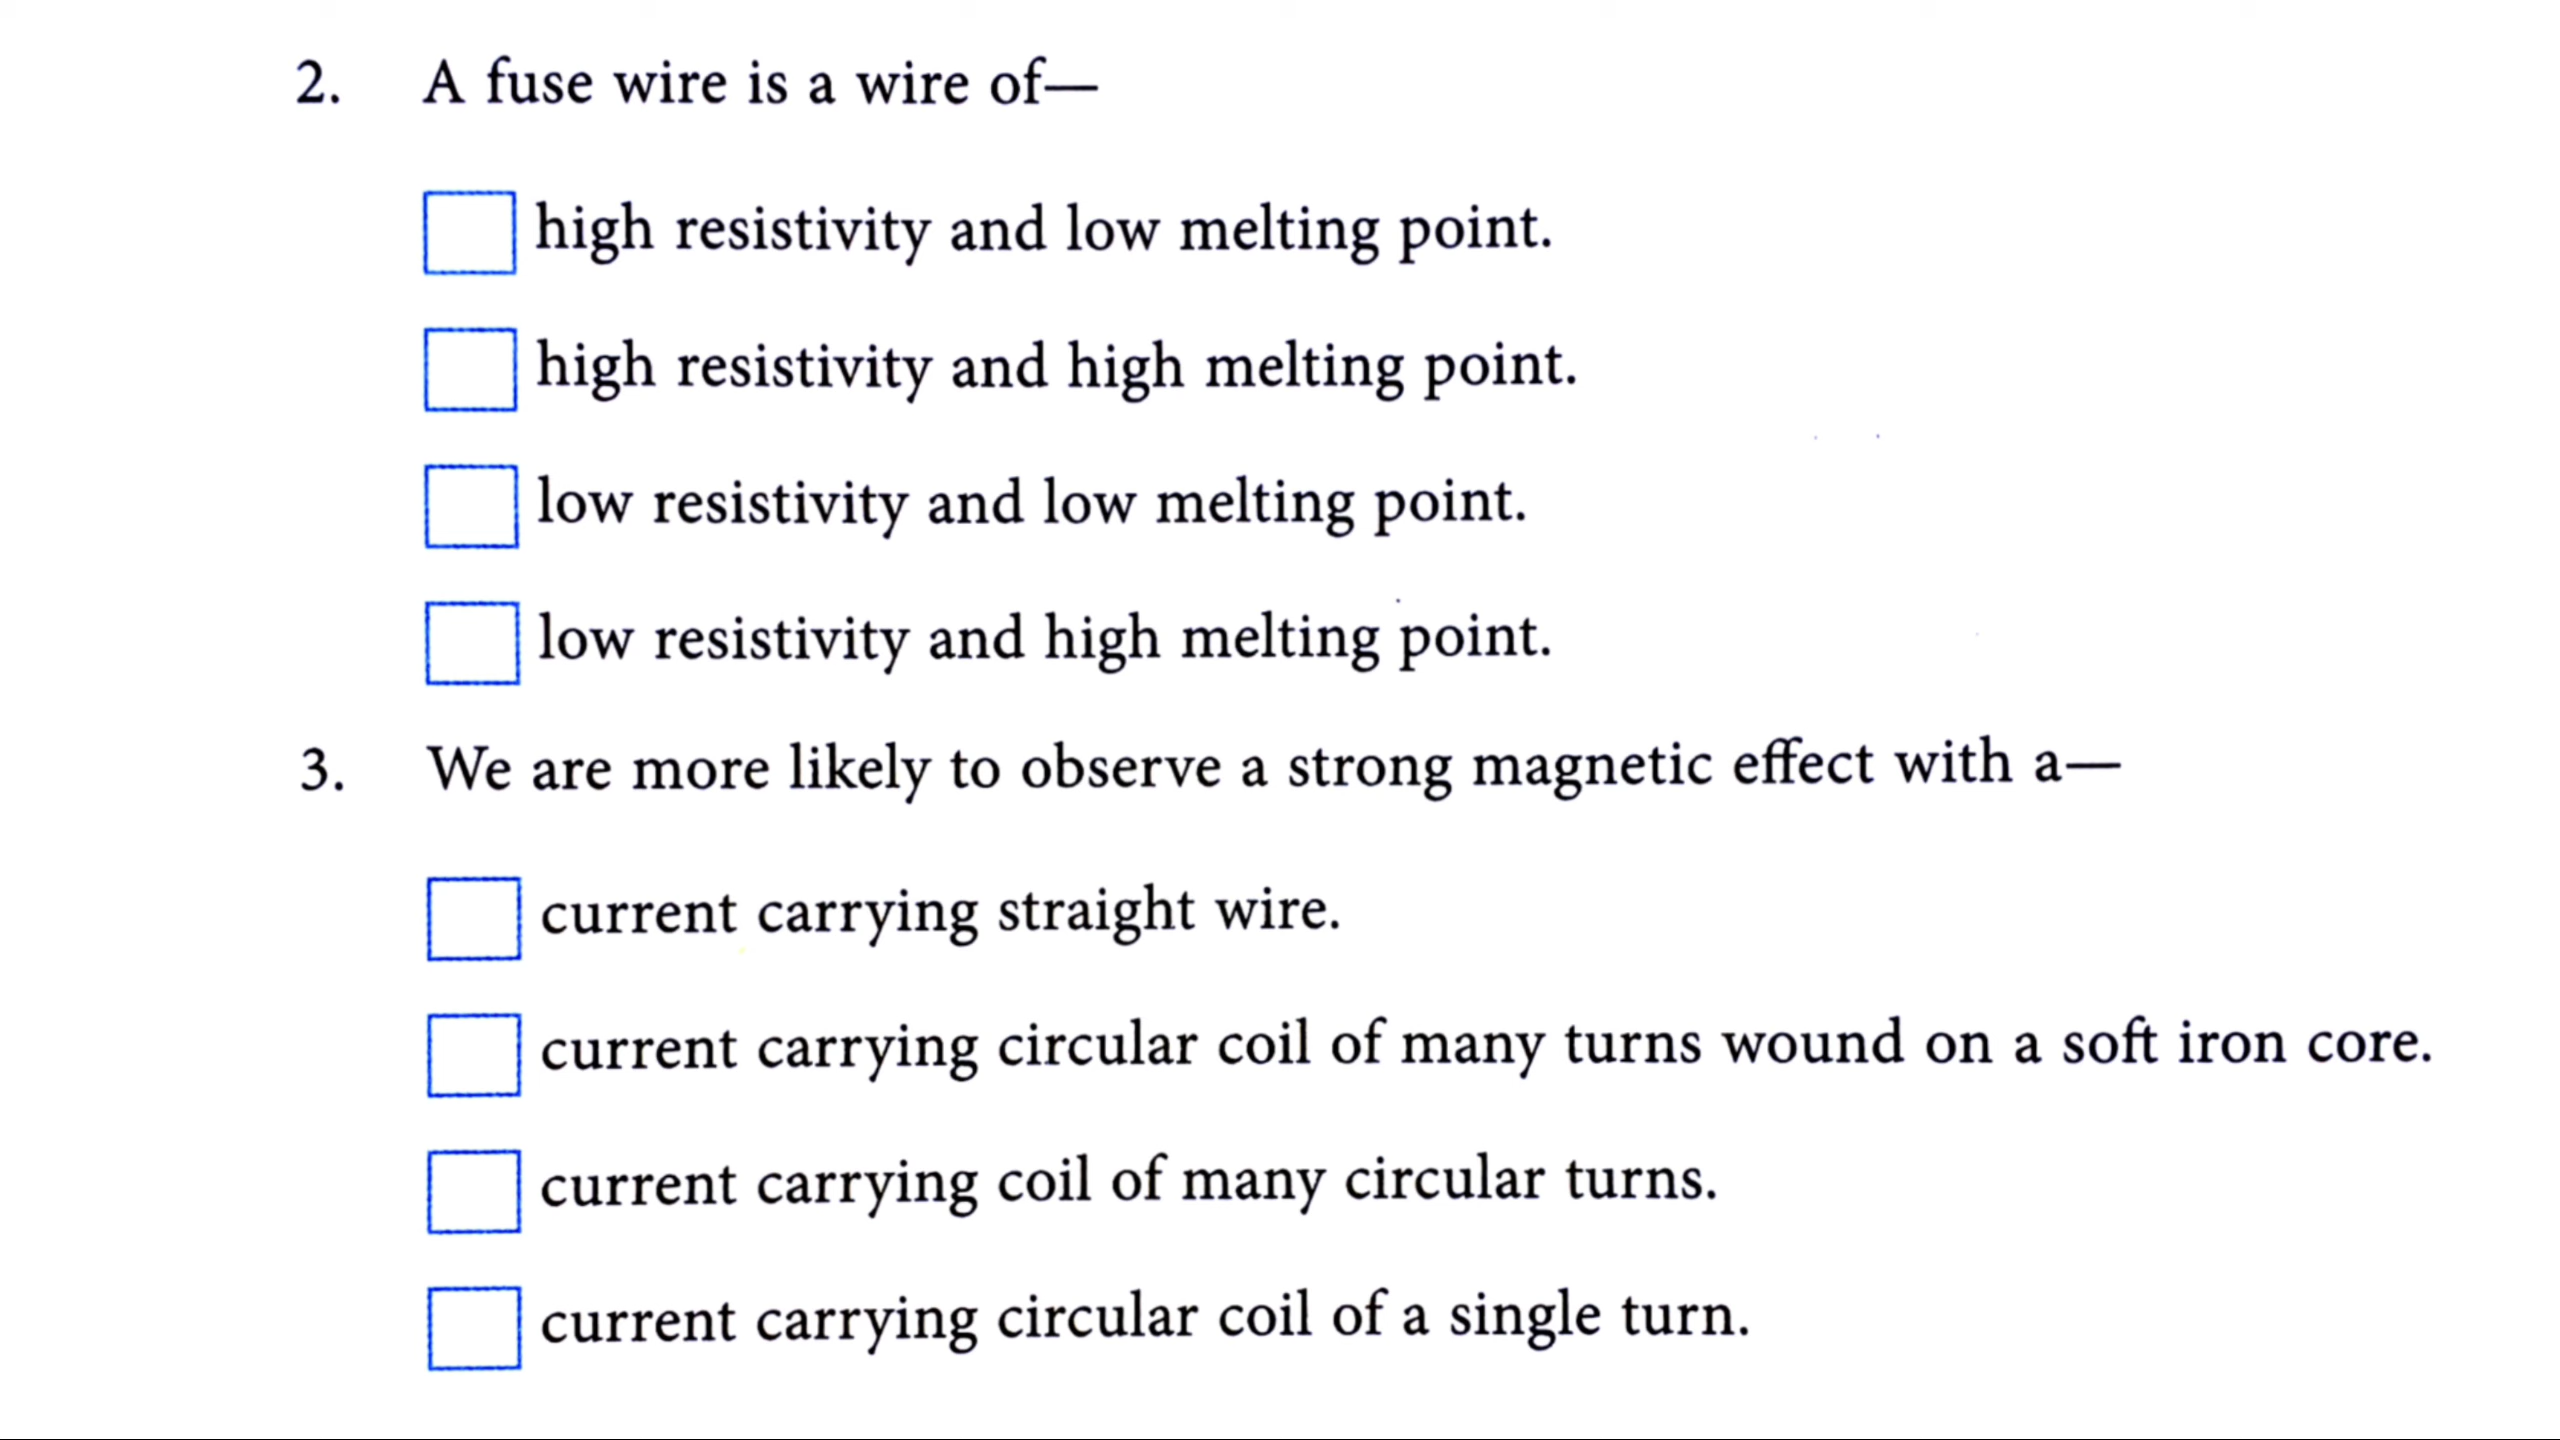 2. A fuse wire is a wire of—
high resistivity and low melting point.
high resistivity and high melting point.
low resistivity and low melting point.
low resistivity and high melting point.
3. We are more likely to observe a strong magnetic effect with a—
current carrying straight wire.
current carrying circular coil of many turns wound on a soft iron core.
current carrying coil of many circular turns.
current carrying circular coil of a single turn.